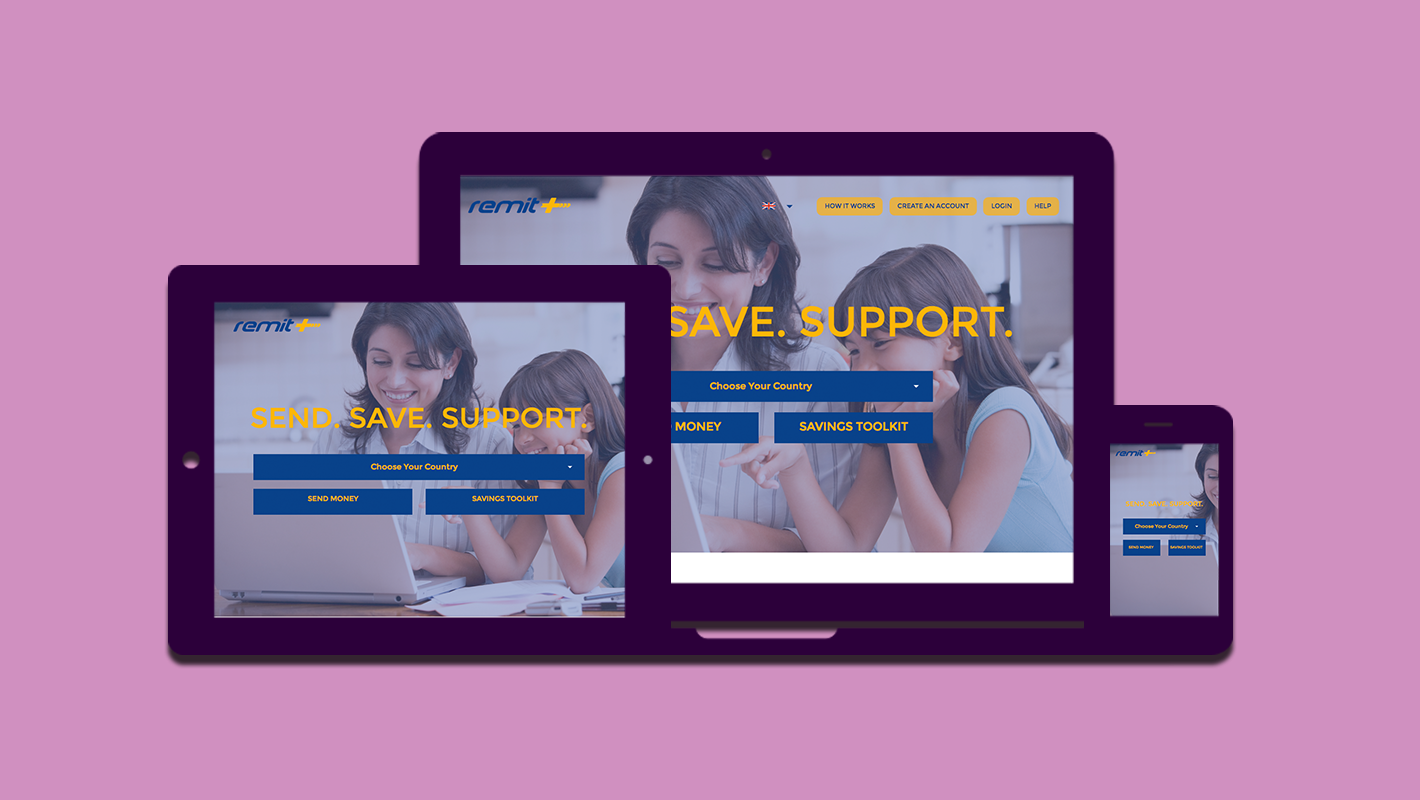 remit
HOW IT WORKS
CREATE AN ACCOUNT
LOGIN
HELP
SAVE. SUPPORT.
Choose Your Country
MONEY
SAVINGS TOOLKIT
remit
SEND. SAVE. SUPPORT.
Choose Your Country
SEND MONEY
SAVINGS TOOLKIT
remit
SEND. SAVE. SUPPORT.
Choose Your Country
SEND MONEY
SAVINGS TOOLKIT